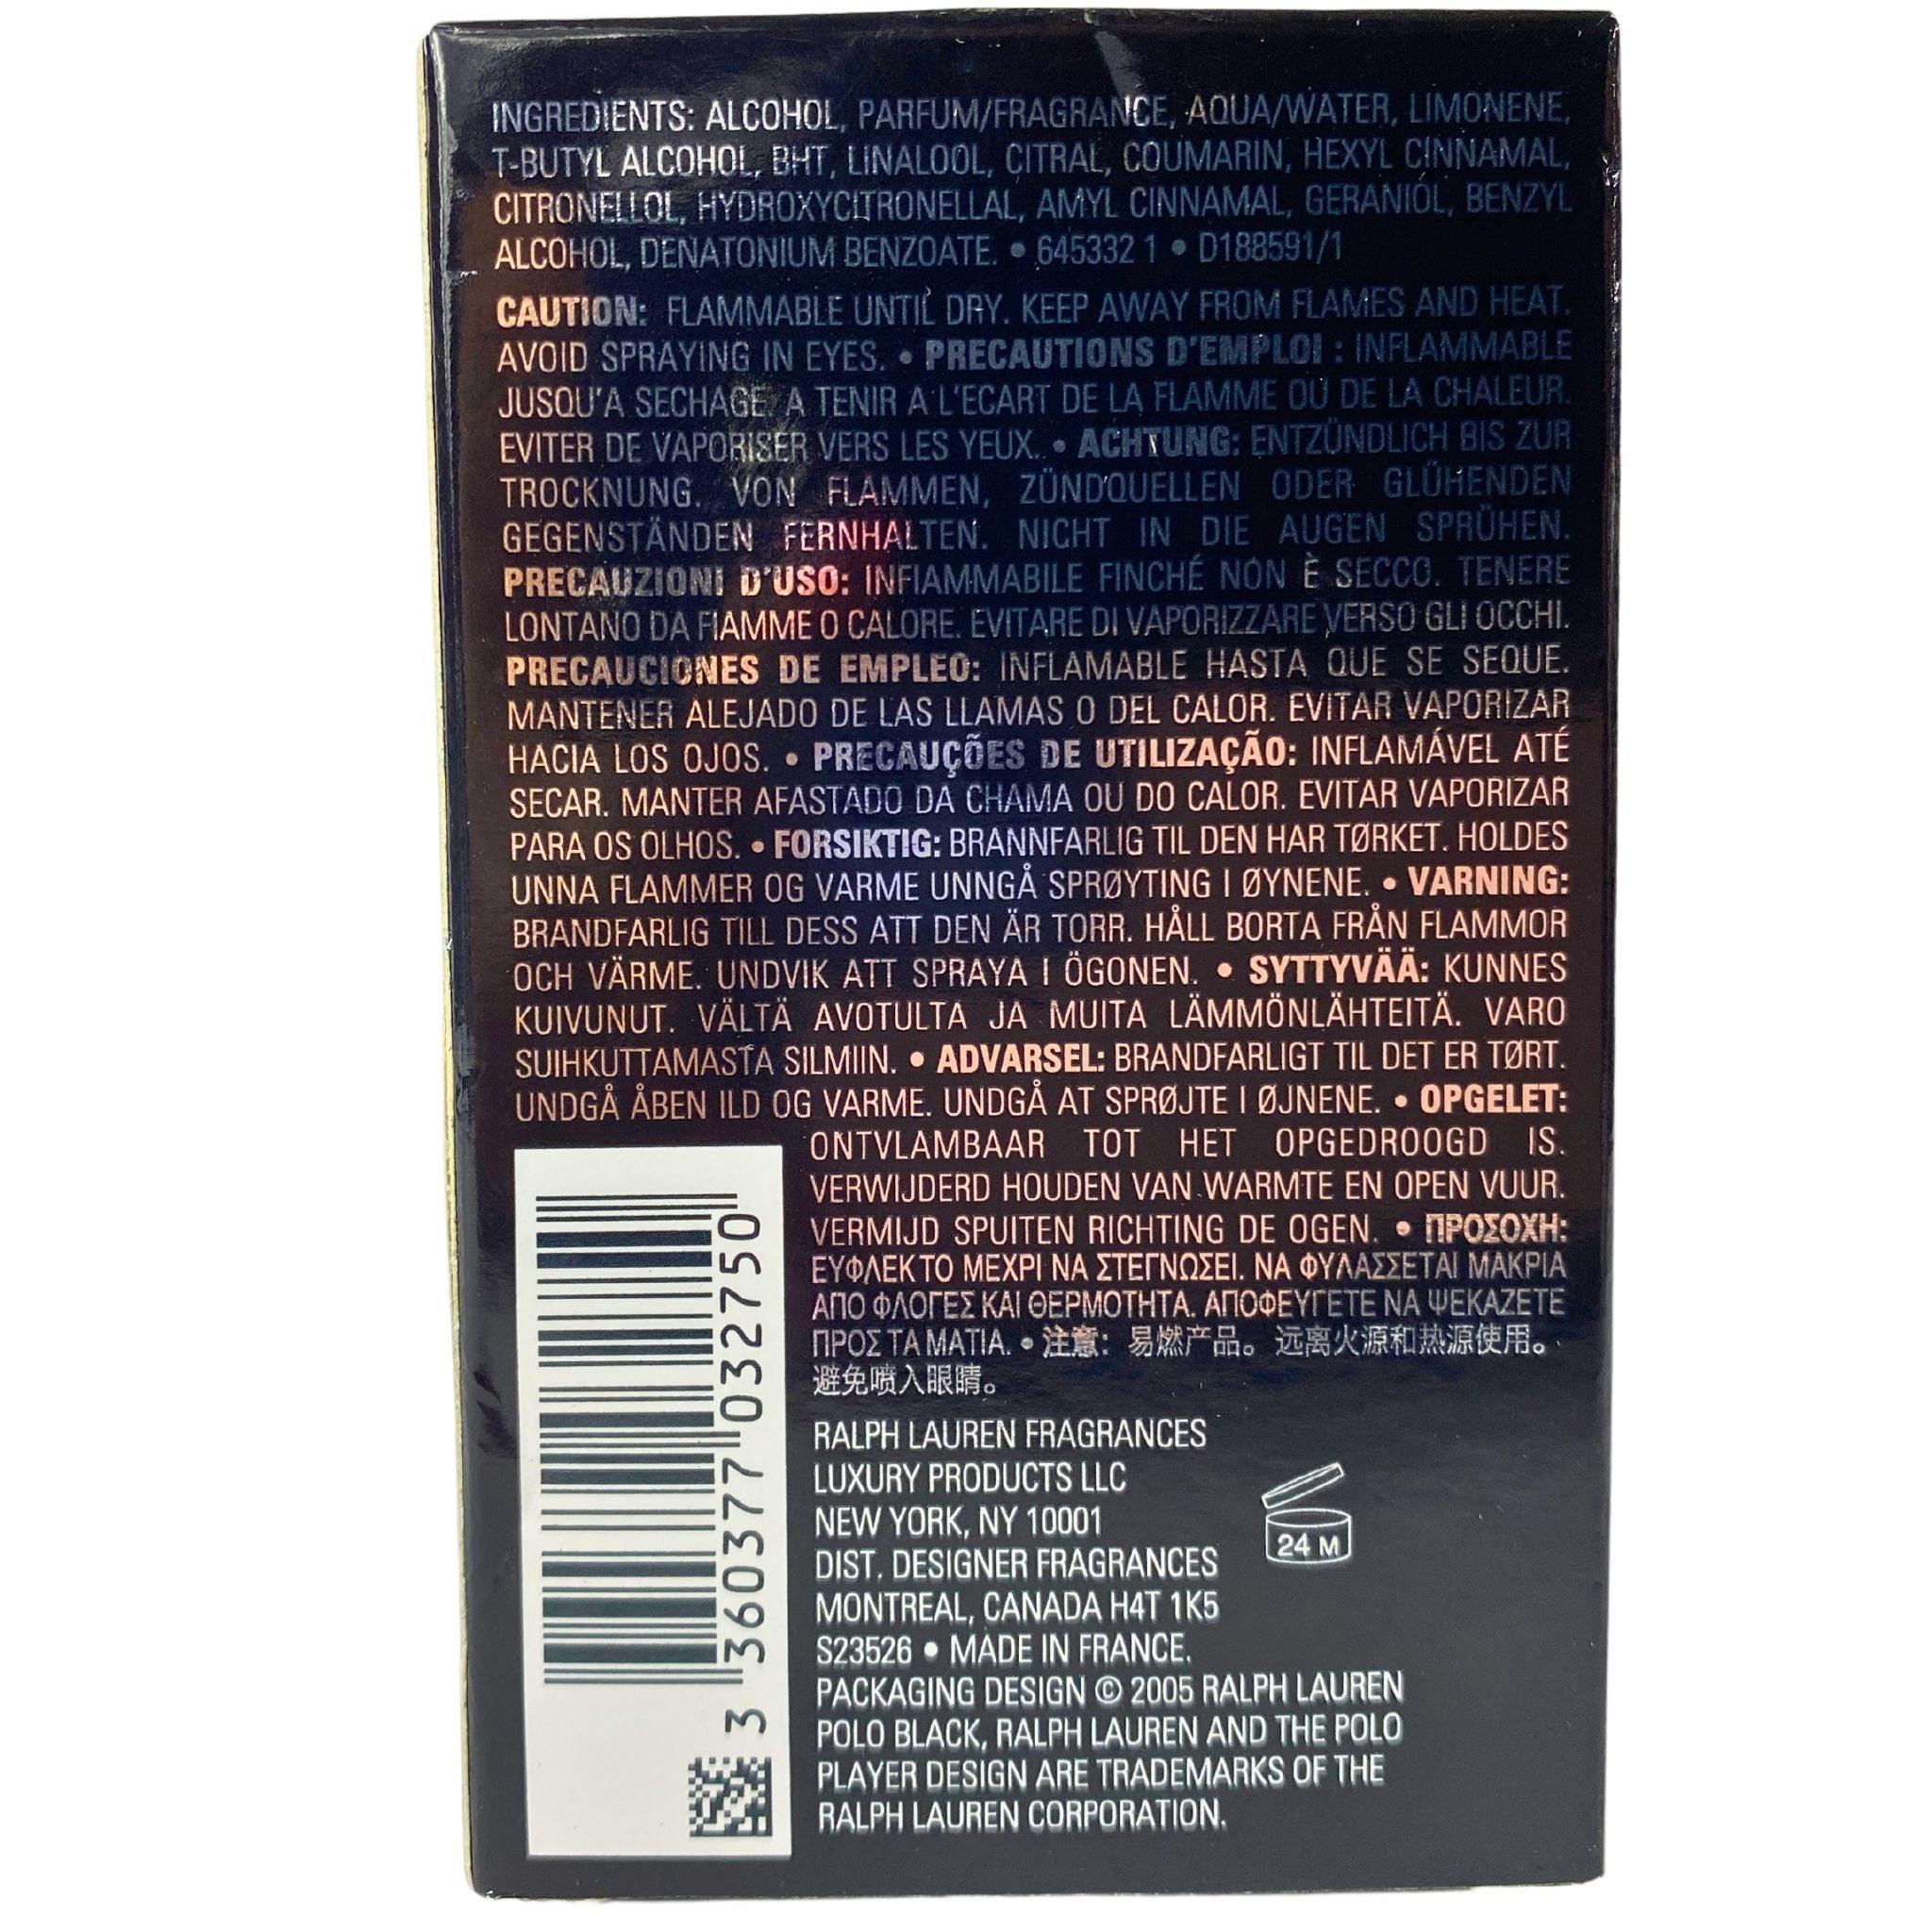 INGREDIENTS: ALCOHOL, PARFUM/FRAGRANCE, AQUA/WATER, LIMONENE,
T-BUTYL ALCOHOL, BHT, LINALOOL, CITRAL, COUMARIN, HEXYL CINNAMAL,
CITRONELLOL, HYDROXYCITRONELLAL, AMYL CINNAMAL, GERANIOL, BENZYL
ALCOHOL, DENATONIUM BENZOATE. • 645332 1 • D188591/1
CAUTION: FLAMMABLE UNTIL DRY. KEEP AWAY FROM FLAMES AND HEAT.
AVOID SPRAYING IN EYES. • PRECAUTIONS D'EMPLOI : INFLAMMABLE
JUSQU'A SECHAGE. A TENIR A L'ECART DE LA FLAMME OU DE LA CHALEUR.
EVITER DE VAPORISER VERS LES YEUX. • ACHTUNG: ENTZÜNDLICH BIS ZUR
TROCKNUNG. VON FLAMMEN, ZÜNDQUELLEN ODER GLÜHENDEN
GEGENSTÄNDEN FERNHALTEN. NICHT IN DIE AUGEN SPRÜHEN.
PRECAUZIONI D'USO: INFIAMMABILE FINCHÉ NON È SECCO. TENERE
LONTANO DA FIAMME O CALORE. EVITARE DI VAPORIZZARE VERSO GLI OCCHI.
PRECAUCIONES DE EMPLEO: INFLAMABLE HASTA QUE SE SEQUE.
MANTENER ALEJADO DE LAS LLAMAS O DEL CALOR. EVITAR VAPORIZAR
HACIA LOS OJOS. • PRECAUÇÕES DE UTILIZAÇÃO: INFLAMÁVEL ATÉ
SECAR. MANTER AFASTADO DA CHAMA OU DO CALOR. EVITAR VAPORIZAR
PARA OS OLHOS. • FORSIKTIG: BRANNFARLIG TIL DEN HAR TØRKET. HOLDES
UNNA FLAMMER OG VARME UNNGÅ SPRØYTING I ØYNENE. • VARNING:
BRANDFARLIG TILL DESS ATT DEN ÄR TORR. HÅLL BORTA FRÅN FLAMMOR
OCH VÄRME. UNDVIK ATT SPRAYA I ÖGONEN. • SYTTYVÄÄ: KUNNES
KUIVUNUT. VÄLTÄ AVOTULTA JA MUITA LÄMMÖNLÄHTEITÄ. VARO
SUIHKUTTAMASTA SILMIIN. • ADVARSEL: BRANDFARLIGT TIL DET ER TØRT.
UNDGÅ ÅBEN ILD OG VARME. UNDGÅ AT SPRØJTE I ØJNENE. • OPGELET:
ONTVLAMBAAR TOT HET OPGEDROOGD IS.
VERWIJDERD HOUDEN VAN WARMTE EN OPEN VUUR.
VERMIJD SPUITEN RICHTING DE OGEN. • ΠΡΟΣΟΧΗ:
ΕΥΦΛΕΚΤΟ ΜΕΧΡΙ ΝΑ ΣΤΕΓΝΩΣΕΙ. ΝΑ ΦΥΛΑΣΣΕΤΑΙ ΜΑΚΡΙΑ
ΑΠΟ ΦΛΟΓΕΣ ΚΑΙ ΘΕΡΜΟΤΗΤΑ. ΑΠΟΦΕΥΓΕΤΕ ΝΑ ΨΕΚΑΖΕΤΕ
ΠΡΟΣ ΤΑ ΜΑΤΙΑ. • 注意：易燃产品。远离火源和热源使用。
避免喷入眼睛。
RALPH LAUREN FRAGRANCES
LUXURY PRODUCTS LLC
NEW YORK, NY 10001
DIST. DESIGNER FRAGRANCES
MONTREAL, CANADA H4T 1K5
S23526 • MADE IN FRANCE.
PACKAGING DESIGN © 2005 RALPH LAUREN
POLO BLACK, RALPH LAUREN AND THE POLO
PLAYER DESIGN ARE TRADEMARKS OF THE
RALPH LAUREN CORPORATION.
24 M
3 360377 032750